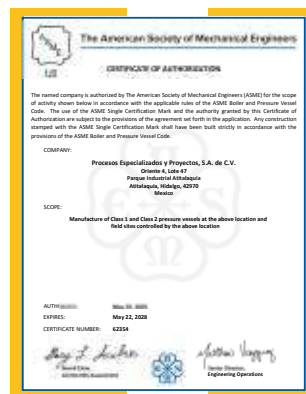 The American Society of Mechanical Engineers
CERTIFICATE OF AUTHORIZATION
The named company is authorized by The American Society of Mechanical Engineers (ASME) for the scope
of activity shown below in accordance with the applicable rules of the ASME Boiler and Pressure Vessel
Code. The use of the ASME Single Certification Mark and the authority granted by this Certificate of
Authorization are subject to the provisions of the agreement set forth in the application. Any construction
stamped with the ASME Single Certification Mark shall have been built strictly in accordance with the
provisions of the ASME Boiler and Pressure Vessel Code.
COMPANY:
Procesos Especializados y Proyectos, S.A. de C.V.
Oriente 4, Lote 47
Parque Industrial Atitalaquia
Atitalaquia, Hidalgo, 42970
Mexico
SCOPE:
Manufacture of Class 1 and Class 2 pressure vessels at the above location and
field sites controlled by the above location
EXPIRES: May 22, 2028
CERTIFICATE NUMBER: 62354
Engineering Operations